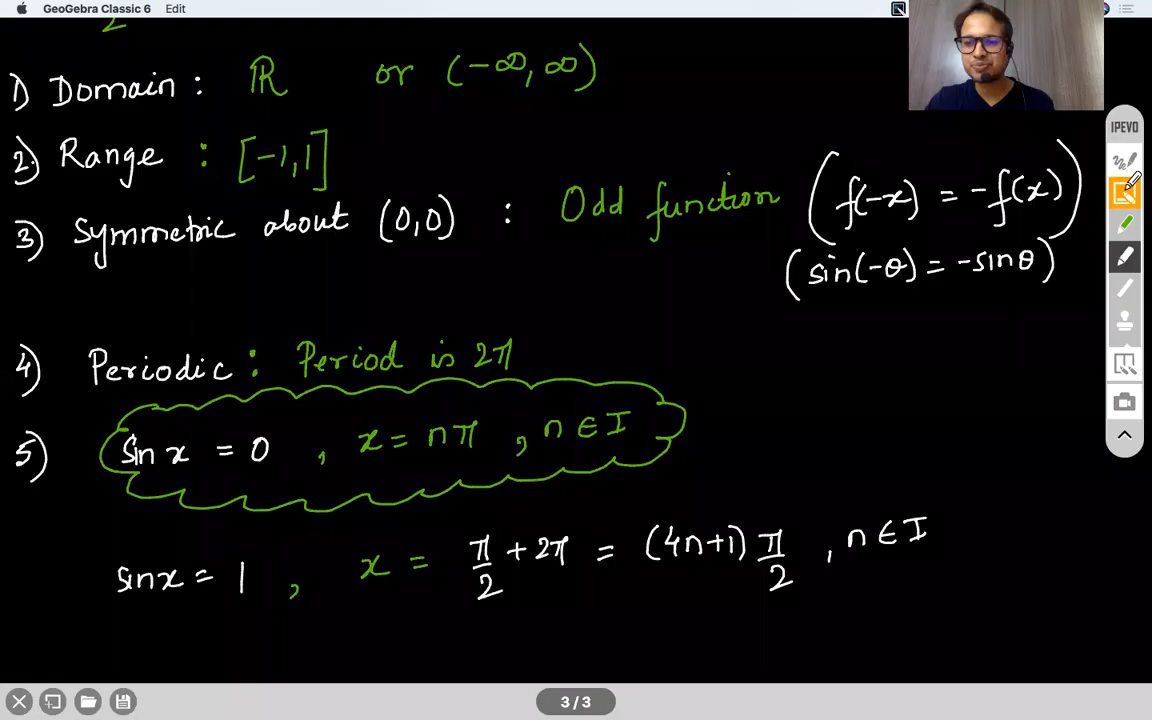 GeoGebra Classic 6 Edit
2
1) Domain : ℝ or (-∞, ∞)
2) Range : [-1, 1]
3) Symmetric about (0,0) : Odd function (f(-x) = -f(x))
(sin(-θ) = -sinθ)
4) Periodic : Period is 2π
5) sin x = 0 , x = nπ , n ∈ I
sinx = 1 , x = π/2 + 2π = (4n+1) π/2 , n ∈ I
IPEVO
3 / 3